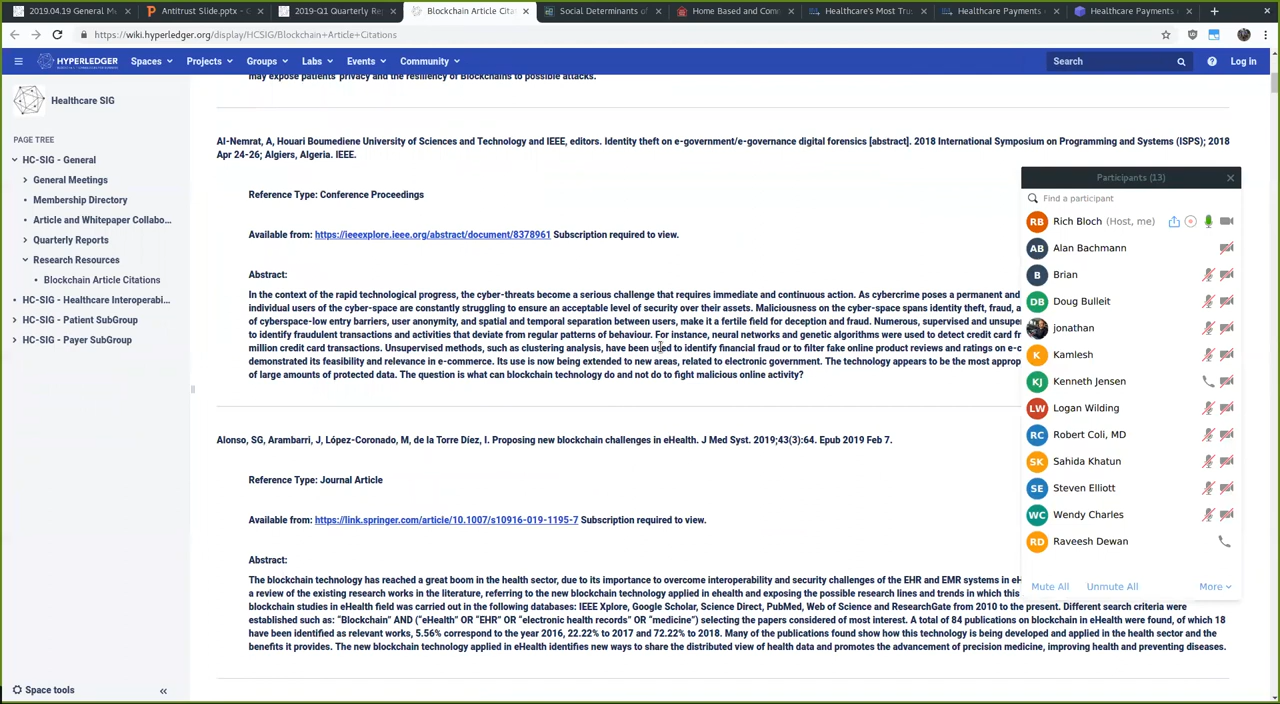 2019.04.19 General M
Antitrust Slide.pptx -
2019-Q1 Quarterly Re
Blockchain Article Cita
Social Determinants of
Home Based and Com
Healthcare's Most Trus
Healthcare Payments
Healthcare Payments
https://wiki.hyperledger.org/display/HCSIG/Blockchain+Article+Citations
HYPERLEDGER
Spaces
Projects
Groups
Labs
Events
Community
Search
Log in
Healthcare SIG
PAGE TREE
HC-SIG - General
General Meetings
Membership Directory
Article and Whitepaper Collabo...
Quarterly Reports
Research Resources
Blockchain Article Citations
HC-SIG - Healthcare Interoperabi...
HC-SIG - Patient SubGroup
HC-SIG - Payer SubGroup
Space tools
may expose patients' privacy and the resiliency of Blockchains to possible attacks.
Al-Nemrat, A, Houari Boumediene University of Sciences and Technology and IEEE, editors. Identity theft on e-government/e-governance digital forensics [abstract]. 2018 International Symposium on Programming and Systems (ISPS); 2018
Apr 24-26; Algiers, Algeria. IEEE.
Reference Type: Conference Proceedings
Available from: https://ieeexplore.ieee.org/abstract/document/8378961 Subscription required to view.
Abstract:
In the context of the rapid technological progress, the cyber-threats become a serious challenge that requires immediate and continuous action. As cybercrime poses a permanent and
individual users of the cyber-space are constantly struggling to ensure an acceptable level of security over their assets. Maliciousness on the cyber-space spans identity theft, fraud, a
of cyberspace-low entry barriers, user anonymity, and spatial and temporal separation between users, make it a fertile field for deception and fraud. Numerous, supervised and unsupe
to identify fraudulent transactions and activities that deviate from regular patterns of behaviour. For instance, neural networks and genetic algorithms were used to detect credit card fr
million credit card transactions. Unsupervised methods, such as clustering analysis, have been used to identify financial fraud or to filter fake online product reviews and ratings on e-c
demonstrated its feasibility and relevance in e-commerce. Its use is now being extended to new areas, related to electronic government. The technology appears to be the most approp
of large amounts of protected data. The question is what can blockchain technology do and not do to fight malicious online activity?
Alonso, SG, Arambarri, J, López-Coronado, M, de la Torre Díez, I. Proposing new blockchain challenges in eHealth. J Med Syst. 2019;43(3):64. Epub 2019 Feb 7.
Reference Type: Journal Article
Available from: https://link.springer.com/article/10.1007/s10916-019-1195-7 Subscription required to view.
Abstract:
The blockchain technology has reached a great boom in the health sector, due to its importance to overcome interoperability and security challenges of the EHR and EMR systems in eH
a review of the existing research works in the literature, referring to the new blockchain technology applied in ehealth and exposing the possible research lines and trends in which this
blockchain studies in eHealth field was carried out in the following databases: IEEE Xplore, Google Scholar, Science Direct, PubMed, Web of Science and ResearchGate from 2010 to the present. Different search criteria were
established such as: “Blockchain” AND (“eHealth” OR “EHR” OR “electronic health records” OR “medicine”) selecting the papers considered of most interest. A total of 84 publications on blockchain in eHealth were found, of which 18
have been identified as relevant works, 5.56% correspond to the year 2016, 22.22% to 2017 and 72.22% to 2018. Many of the publications found show how this technology is being developed and applied in the health sector and the
benefits it provides. The new blockchain technology applied in eHealth identifies new ways to share the distributed view of health data and promotes the advancement of precision medicine, improving health and preventing diseases.
Participants (13)
Find a participant
RB Rich Bloch (Host, me)
AB Alan Bachmann
B Brian
DB Doug Bulleit
jonathan
K Kamlesh
KJ Kenneth Jensen
LW Logan Wilding
RC Robert Coli, MD
SK Sahida Khatun
SE Steven Elliott
WC Wendy Charles
RD Raveesh Dewan
Mute All
Unmute All
More